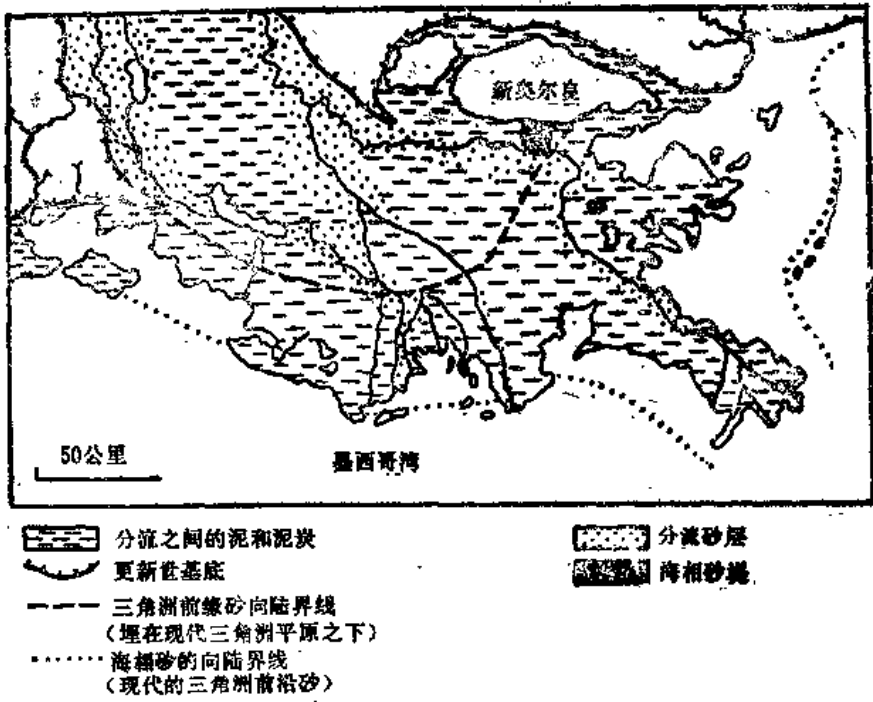 新奥尔良
50公里
墨西哥湾
分流之间的泥和泥炭
更新世基底
三角洲前缘砂向陆界线
（埋在现代三角洲平原之下）
海相砂的向陆界线
（现代的三角洲前沿砂）
分流砂层
海相砂堤